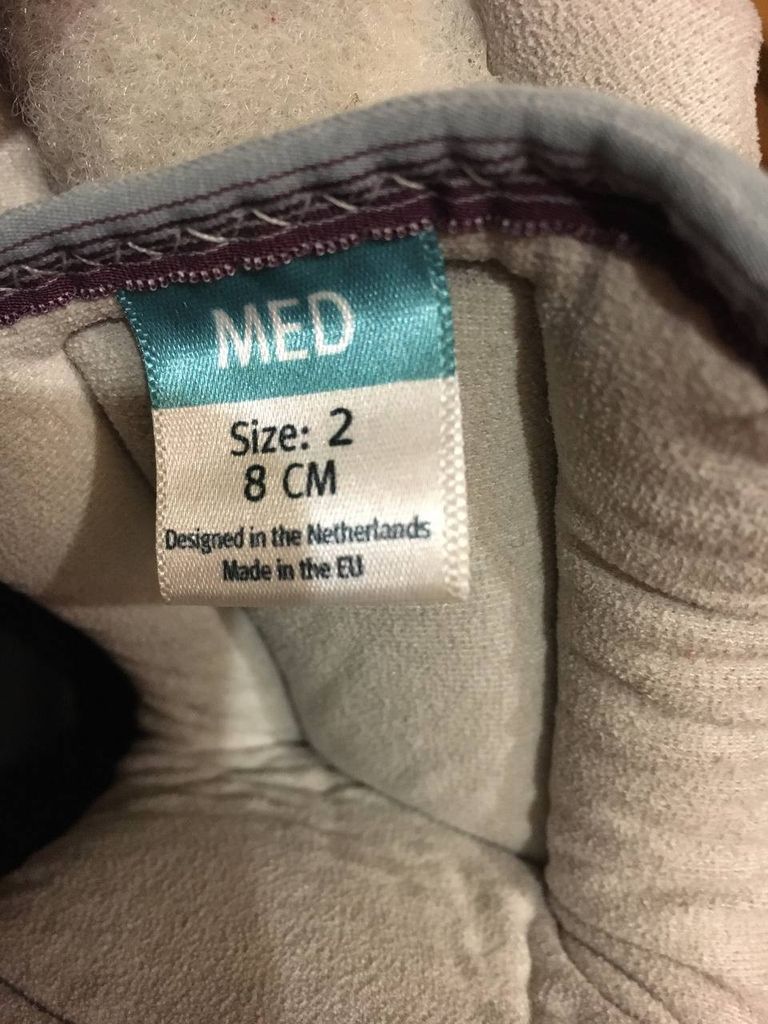 MED
Size: 2
8 CM
Designed in the Netherlands
Made in the EU